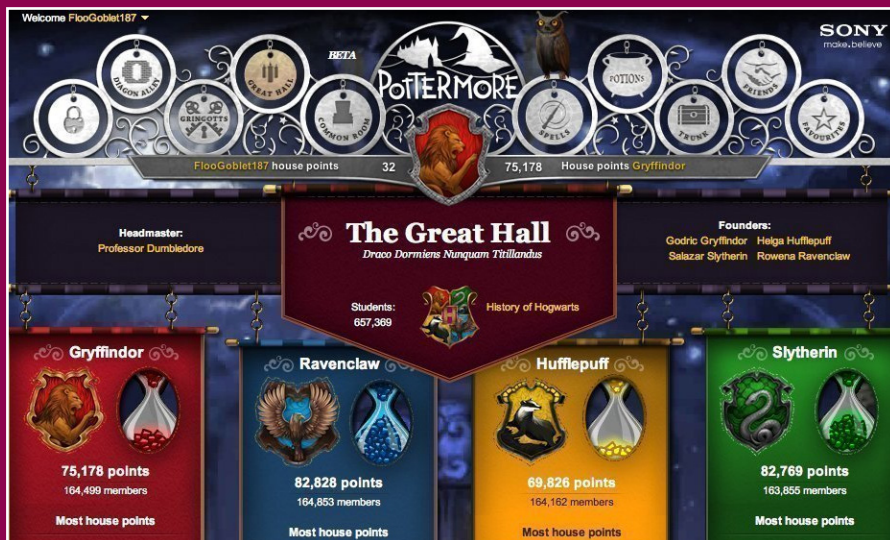 Welcome FlooGoblet187
SONY
make.believe
BETA
POTTERMORE
DIAGON ALLEY
GREAT HALL
GRINGOTTS
COMMON ROOM
SPELLS
POTIONS
TRUNK
FRIENDS
FAVOURITES
FlooGoblet187 house points 32
75,178 House points Gryffindor
Headmaster:
Professor Dumbledore
The Great Hall
Draco Dormiens Nunquam Titillandus
Students:
657,369
History of Hogwarts
Founders:
Godric Gryffindor Helga Hufflepuff
Salazar Slytherin Rowena Ravenclaw
Gryffindor
75,178 points
164,499 members
Most house points
Ravenclaw
82,828 points
164,853 members
Most house points
Hufflepuff
69,826 points
164,162 members
Most house points
Slytherin
82,769 points
163,855 members
Most house points